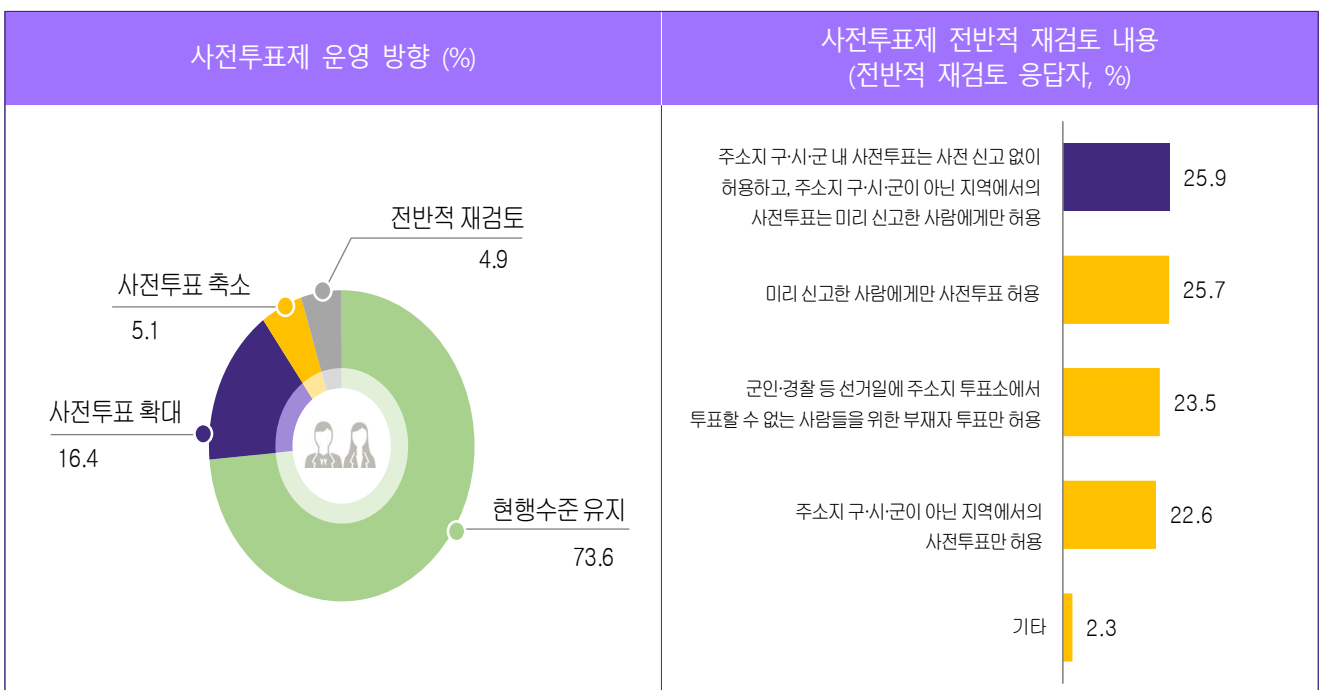 사전투표제 운영 방향 (%)
사전투표제 전반적 재검토 내용
(전반적 재검토 응답자, %)
전반적 재검토
4.9
사전투표 축소
5.1
사전투표 확대
16.4
현행수준 유지
73.6
주소지 구·시·군 내 사전투표는 사전 신고 없이
허용하고, 주소지 구·시·군이 아닌 지역에서의
사전투표는 미리 신고한 사람에게만 허용
25.9
미리 신고한 사람에게만 사전투표 허용
25.7
군인·경찰 등 선거일에 주소지 투표소에서
투표할 수 없는 사람들을 위한 부재자 투표만 허용
23.5
주소지 구·시·군이 아닌 지역에서의
사전투표만 허용
22.6
기타
2.3